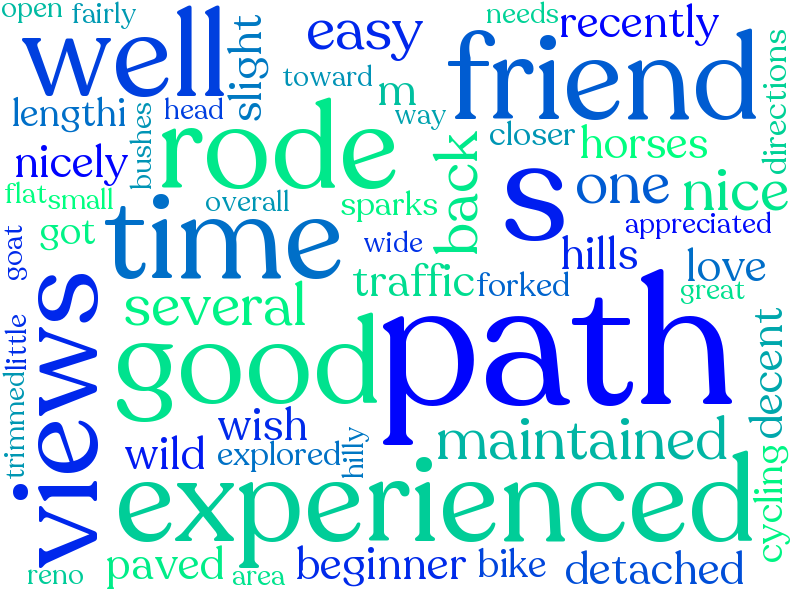 open
fairly
needs
recently
well
slight
easy
friend
toward
m
way
directions
lengthi
head
bushes
closer
horses
nicely
rode
back
s
one
nice
flat
small
overall
sparks
appreciated
got
time
wide
hills
love
goat
traffic
forked
great
views
several
little
good
path
decent
trimmed
wish
maintained
wild
explored
hilly
experienced
cycling
reno
paved
area
beginner
bike
detached